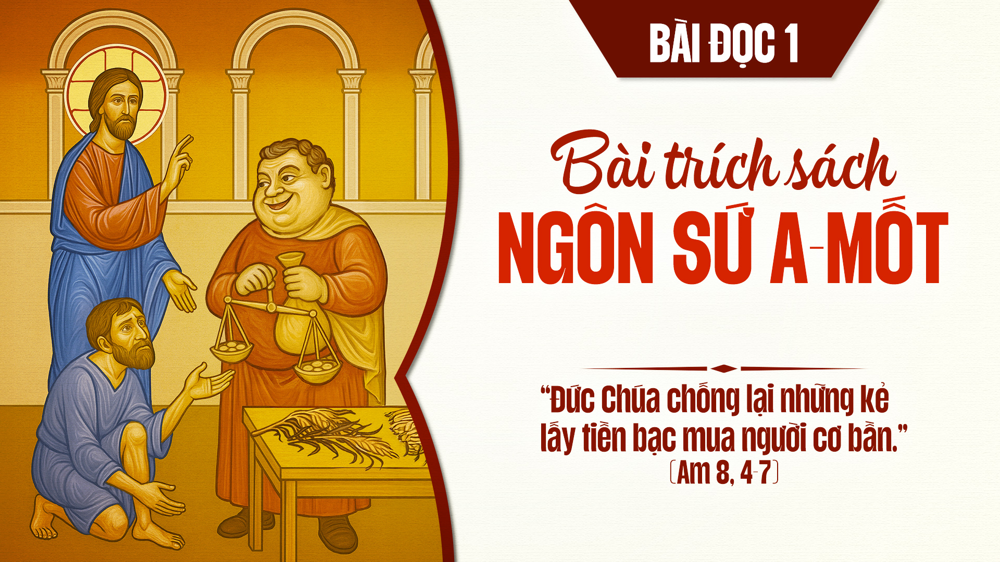 BÀI ĐỌC 1
Bài trích sách
NGÔN SỨ A-MỐT
“Đức Chúa chống lại những kẻ
lấy tiền bạc mua người cơ bần.”
(Am 8, 4-7)